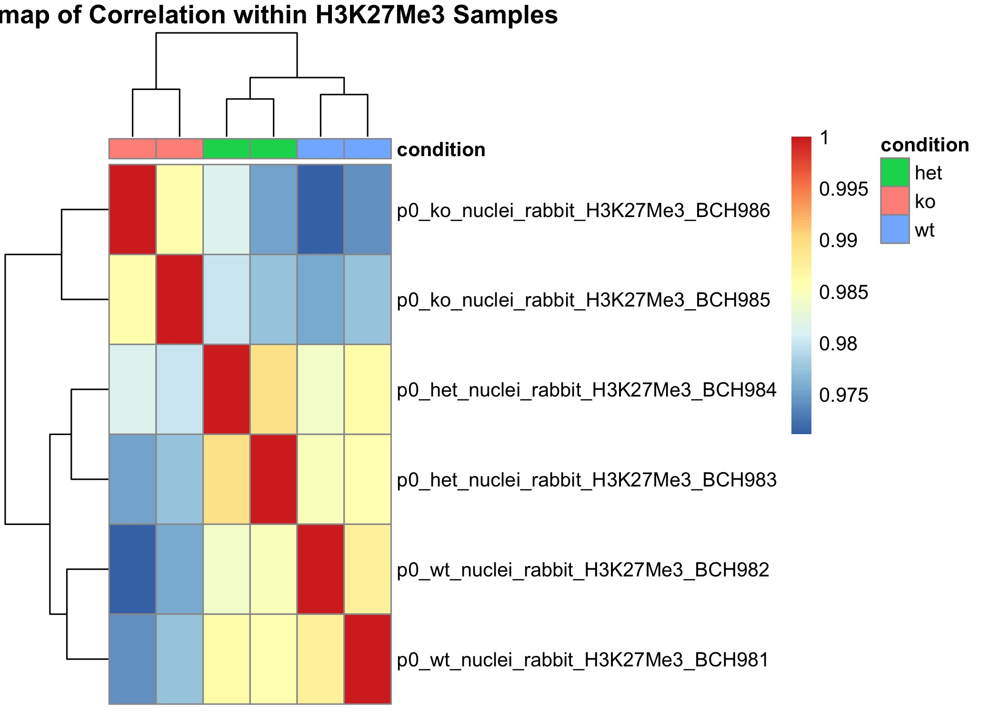 map of Correlation within H3K27Me3 Samples
condition
p0_ko_nuclei_rabbit_H3K27Me3_BCH986
p0_ko_nuclei_rabbit_H3K27Me3_BCH985
p0_het_nuclei_rabbit_H3K27Me3_BCH984
p0_het_nuclei_rabbit_H3K27Me3_BCH983
p0_wt_nuclei_rabbit_H3K27Me3_BCH982
p0_wt_nuclei_rabbit_H3K27Me3_BCH981
1
0.995
0.99
0.985
0.98
0.975
condition
het
ko
wt